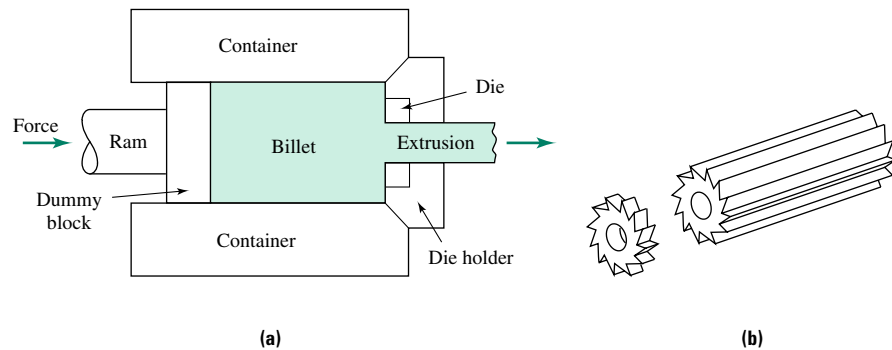 Container
Die
Force
Ram
Billet
Extrusion
Dummy
block
Container
Die holder
(a)
(b)